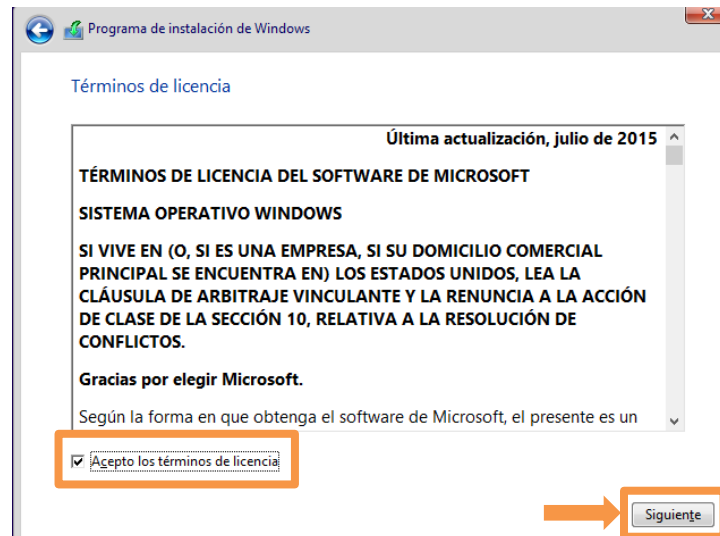 Programa de instalación de Windows
Términos de licencia
Última actualización, julio de 2015
TÉRMINOS DE LICENCIA DEL SOFTWARE DE MICROSOFT
SISTEMA OPERATIVO WINDOWS
SI VIVE EN (O, SI ES UNA EMPRESA, SI SU DOMICILIO COMERCIAL
PRINCIPAL SE ENCUENTRA EN) LOS ESTADOS UNIDOS, LEA LA
CLÁUSULA DE ARBITRAJE VINCULANTE Y LA RENUNCIA A LA ACCIÓN
DE CLASE DE LA SECCIÓN 10, RELATIVA A LA RESOLUCIÓN DE
CONFLICTOS.
Gracias por elegir Microsoft.
Según la forma en que obtenga el software de Microsoft, el presente es un
Acepto los términos de licencia
Siguiente